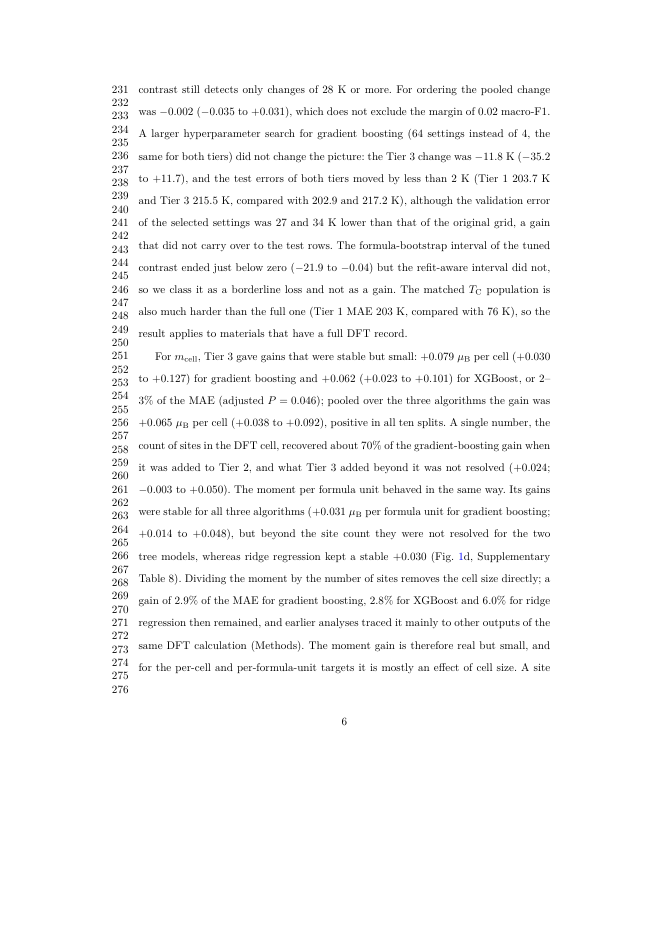 231 contrast still detects only changes of 28 K or more. For ordering the pooled change
232
233 was −0.002 (−0.035 to +0.031), which does not exclude the margin of 0.02 macro-F1.
234 A larger hyperparameter search for gradient boosting (64 settings instead of 4, the
235
236 same for both tiers) did not change the picture: the Tier 3 change was −11.8 K (−35.2
237
238 to +11.7), and the test errors of both tiers moved by less than 2 K (Tier 1 203.7 K
239 and Tier 3 215.5 K, compared with 202.9 and 217.2 K), although the validation error
240
241 of the selected settings was 27 and 34 K lower than that of the original grid, a gain
242
243 that did not carry over to the test rows. The formula-bootstrap interval of the tuned
244 contrast ended just below zero (−21.9 to −0.04) but the refit-aware interval did not,
245
246 so we class it as a borderline loss and not as a gain. The matched T_C population is
247
248 also much harder than the full one (Tier 1 MAE 203 K, compared with 76 K), so the
249 result applies to materials that have a full DFT record.
250
251 For m_cell, Tier 3 gave gains that were stable but small: +0.079 μ_B per cell (+0.030
252
253 to +0.127) for gradient boosting and +0.062 (+0.023 to +0.101) for XGBoost, or 2–
254 3% of the MAE (adjusted P = 0.046); pooled over the three algorithms the gain was
255
256 +0.065 μ_B per cell (+0.038 to +0.092), positive in all ten splits. A single number, the
257
258 count of sites in the DFT cell, recovered about 70% of the gradient-boosting gain when
259 it was added to Tier 2, and what Tier 3 added beyond it was not resolved (+0.024;
260
261 −0.003 to +0.050). The moment per formula unit behaved in the same way. Its gains
262
263 were stable for all three algorithms (+0.031 μ_B per formula unit for gradient boosting;
264 +0.014 to +0.048), but beyond the site count they were not resolved for the two
265
266 tree models, whereas ridge regression kept a stable +0.030 (Fig. 1d, Supplementary
267
268 Table 8). Dividing the moment by the number of sites removes the cell size directly; a
269 gain of 2.9% of the MAE for gradient boosting, 2.8% for XGBoost and 6.0% for ridge
270
271 regression then remained, and earlier analyses traced it mainly to other outputs of the
272
273 same DFT calculation (Methods). The moment gain is therefore real but small, and
274 for the per-cell and per-formula-unit targets it is mostly an effect of cell size. A site
275
276
6